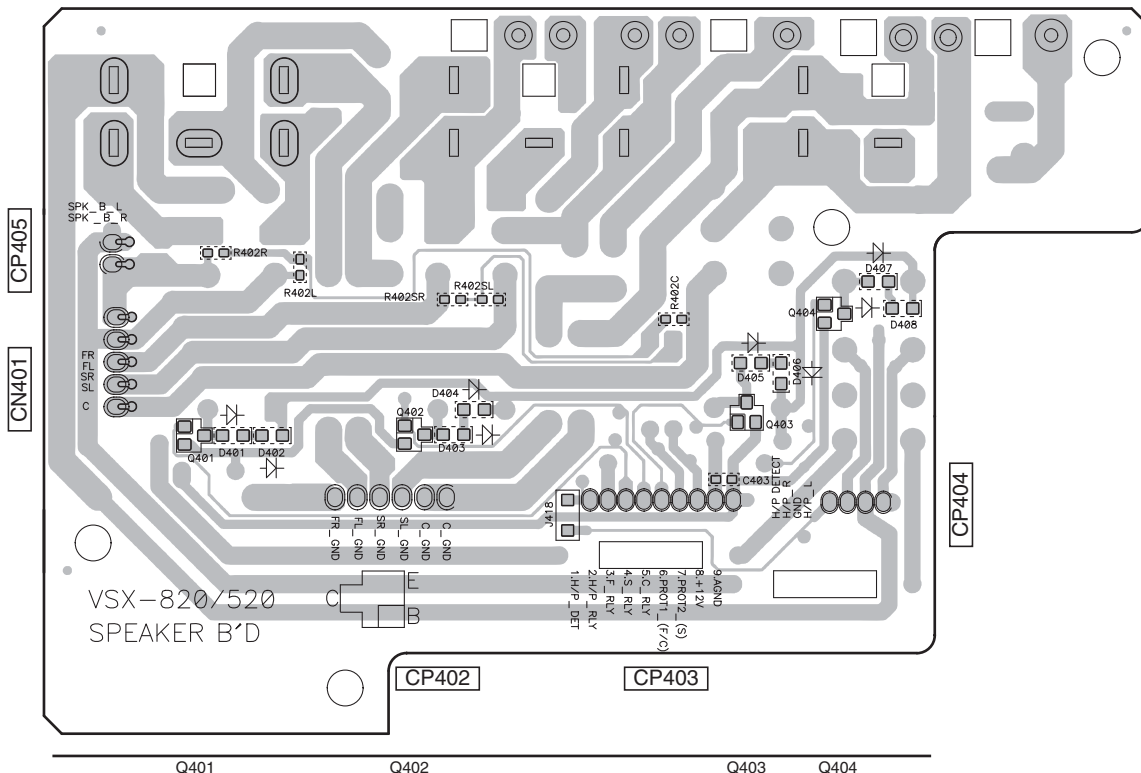 SPK_B_L
SPK_B_R
CP405
R402R
R402L
R402SR
R402SL
R402C
D407
Q404
D408
FR
FL
SR
SL
C
CN401
D405
D406
D404
Q402
D403
Q403
Q401
D401
D402
C403
H/P_DETECT
H/P_R
GND
H/P_L
CP404
J418
FR_GND
FL_GND
SR_GND
SL_GND
C_GND
C_GND
1.H/P_DET
2.H/P_RLY
3.F_RLY
4.S_RLY
5.C_RLY
6.PROT1_(F/C)
7.PROT2_(S)
8.+12V
9.AGND
C
E
B
VSX-820/520
SPEAKER B'D
CP402
CP403
Q401
Q402
Q403
Q404